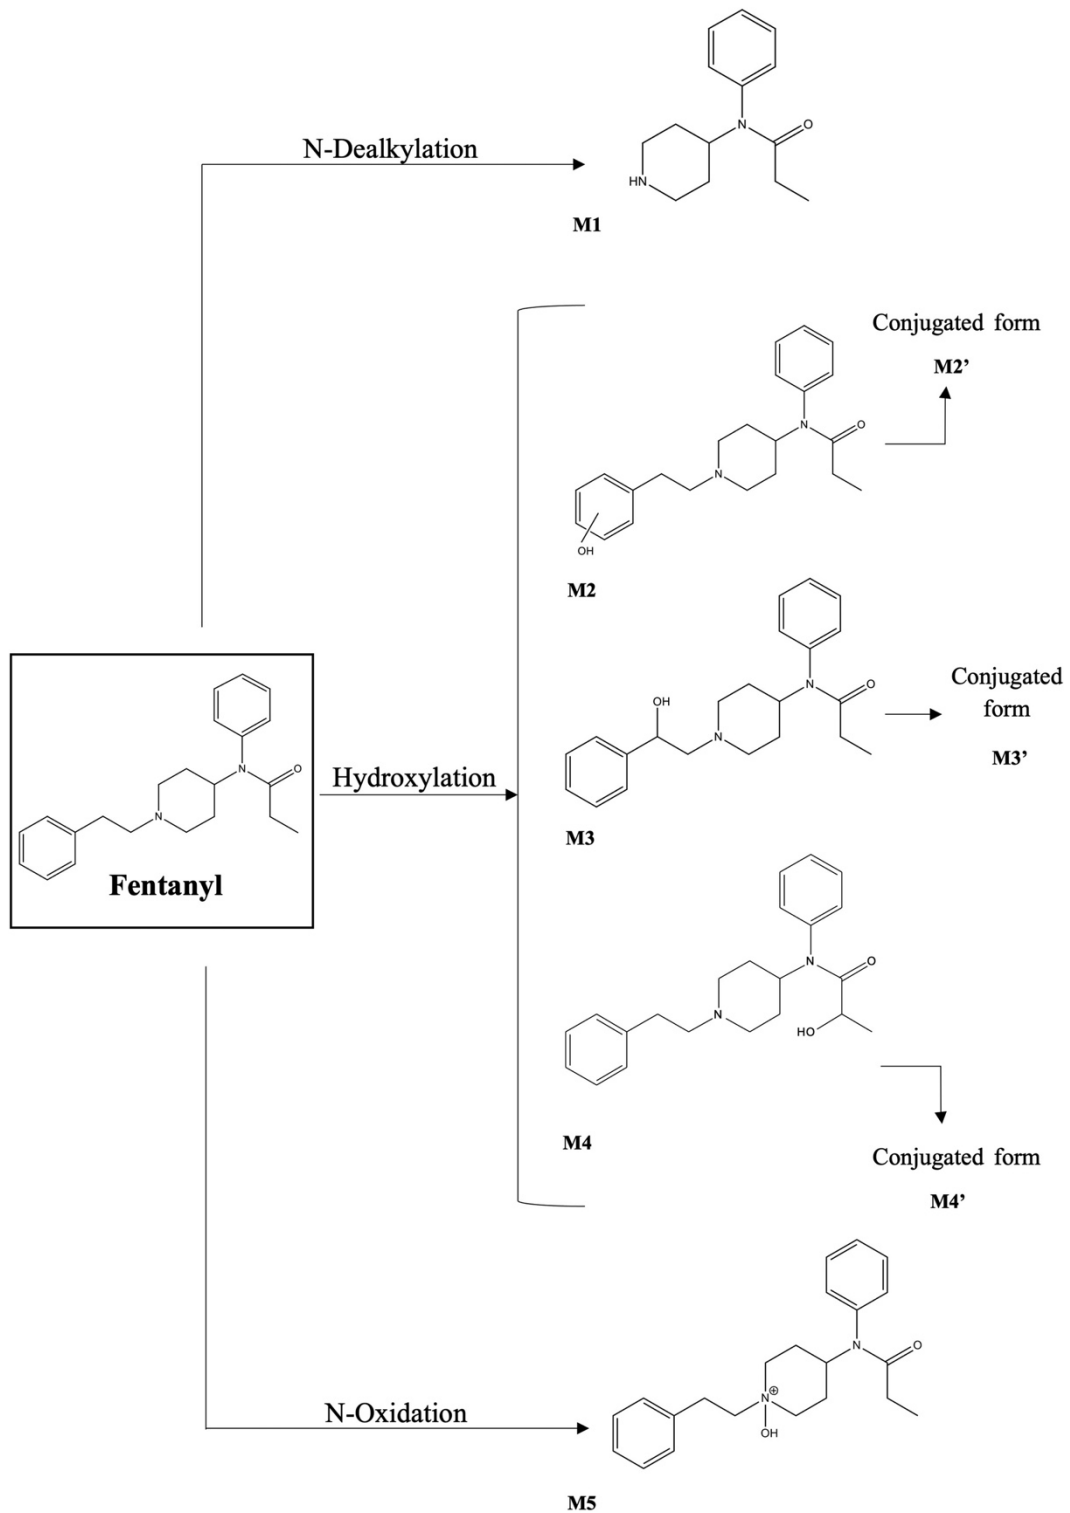 N
O
N-Dealkylation
HN
M1
Conjugated form
M2’
N
O
N
OH
M2
Conjugated
form
M3’
OH
N
O
N
M3
Hydroxylation
N
O
N
Fentanyl
N
O
N
HO
M4
Conjugated form
M4’
N
O
N⊕
OH
N-Oxidation
M5